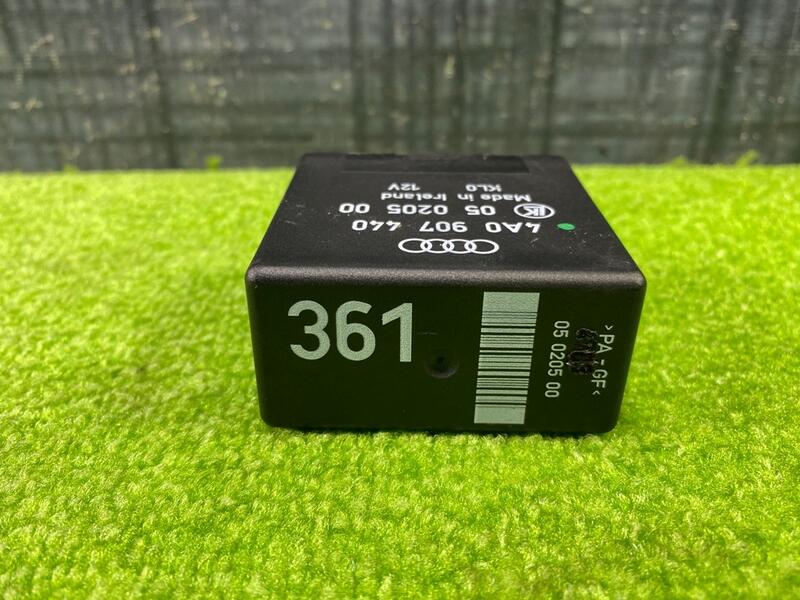 4A0 907 440
05 0205 00
Made in Ireland
KL0 12V
361
>PA-GF<
05 0205 00